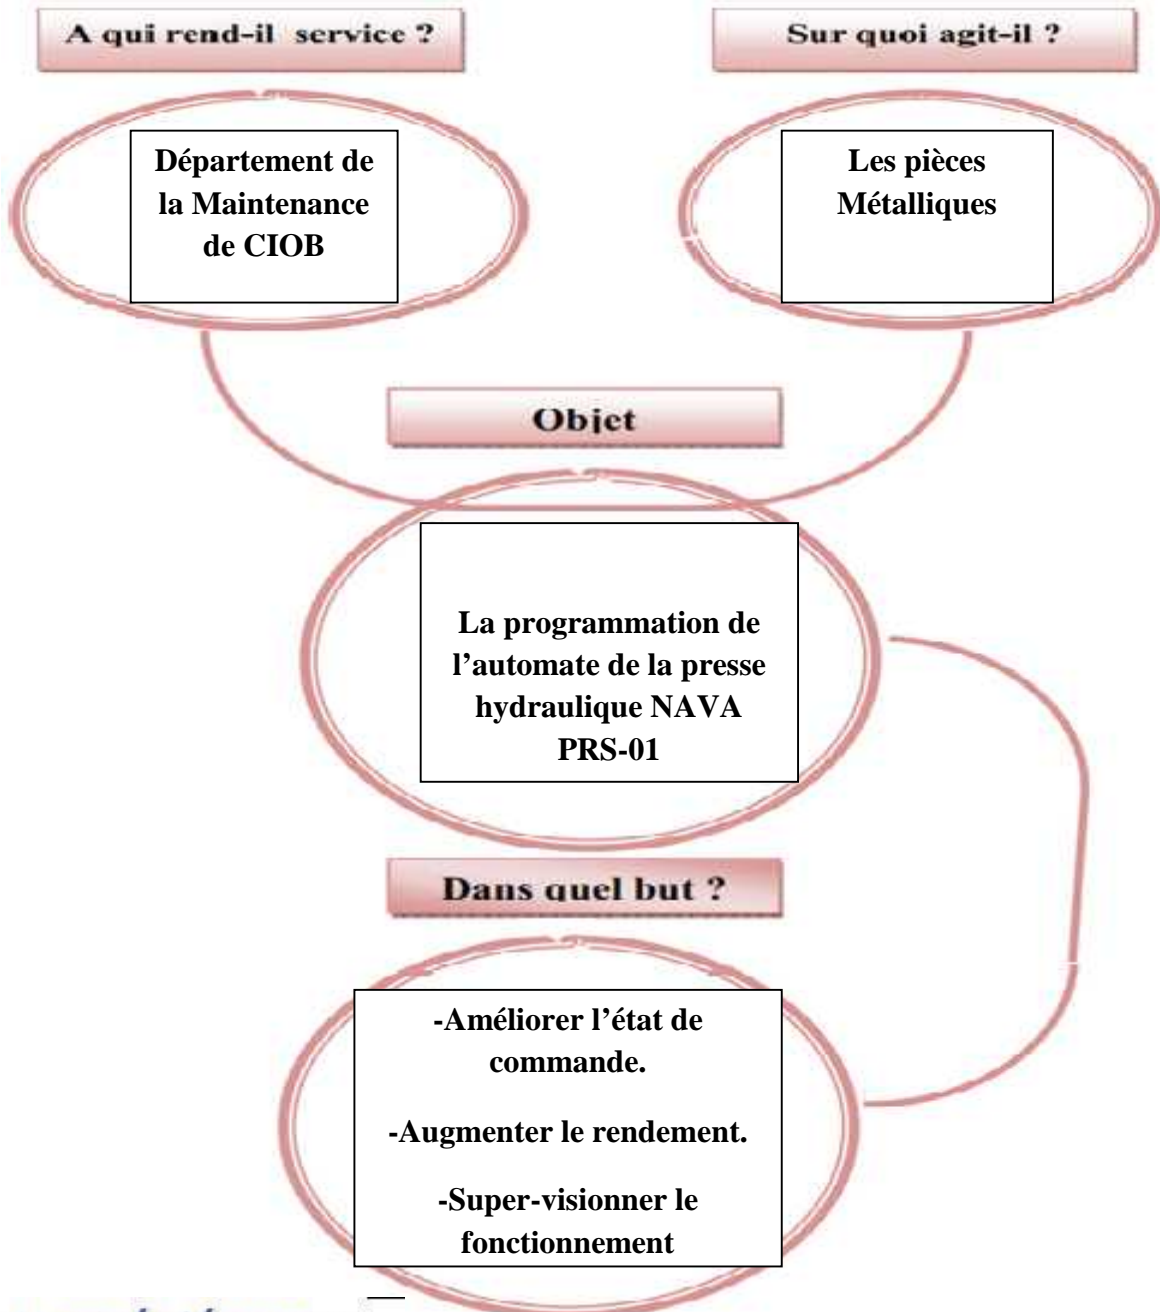 A qui rend-il service ?
Sur quoi agit-il ?
Département de
la Maintenance
de CIOB
Les pièces
Métalliques
Objet
La programmation de
l’automate de la presse
hydraulique NAVA
PRS-01
Dans quel but ?
-Améliorer l’état de
commande.
-Augmenter le rendement.
-Super-visionner le
fonctionnement